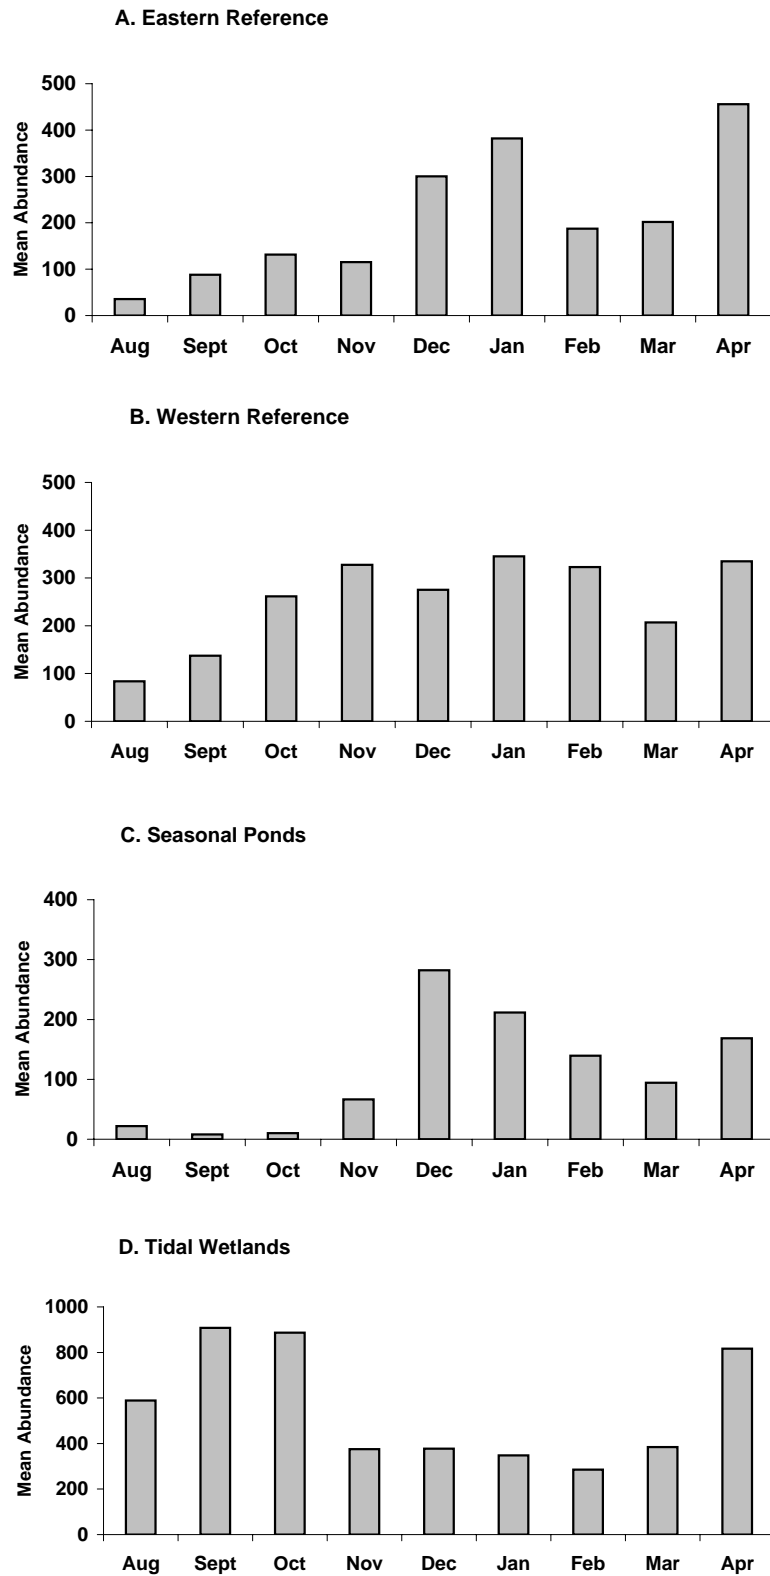 A. Eastern Reference
Mean Abundance
500
400
300
200
100
0
Aug Sept Oct Nov Dec Jan Feb Mar Apr
B. Western Reference
Mean Abundance
500
400
300
200
100
0
Aug Sept Oct Nov Dec Jan Feb Mar Apr
C. Seasonal Ponds
Mean Abundance
400
300
200
100
0
Aug Sept Oct Nov Dec Jan Feb Mar Apr
D. Tidal Wetlands
Mean Abundance
1000
800
600
400
200
0
Aug Sept Oct Nov Dec Jan Feb Mar Apr